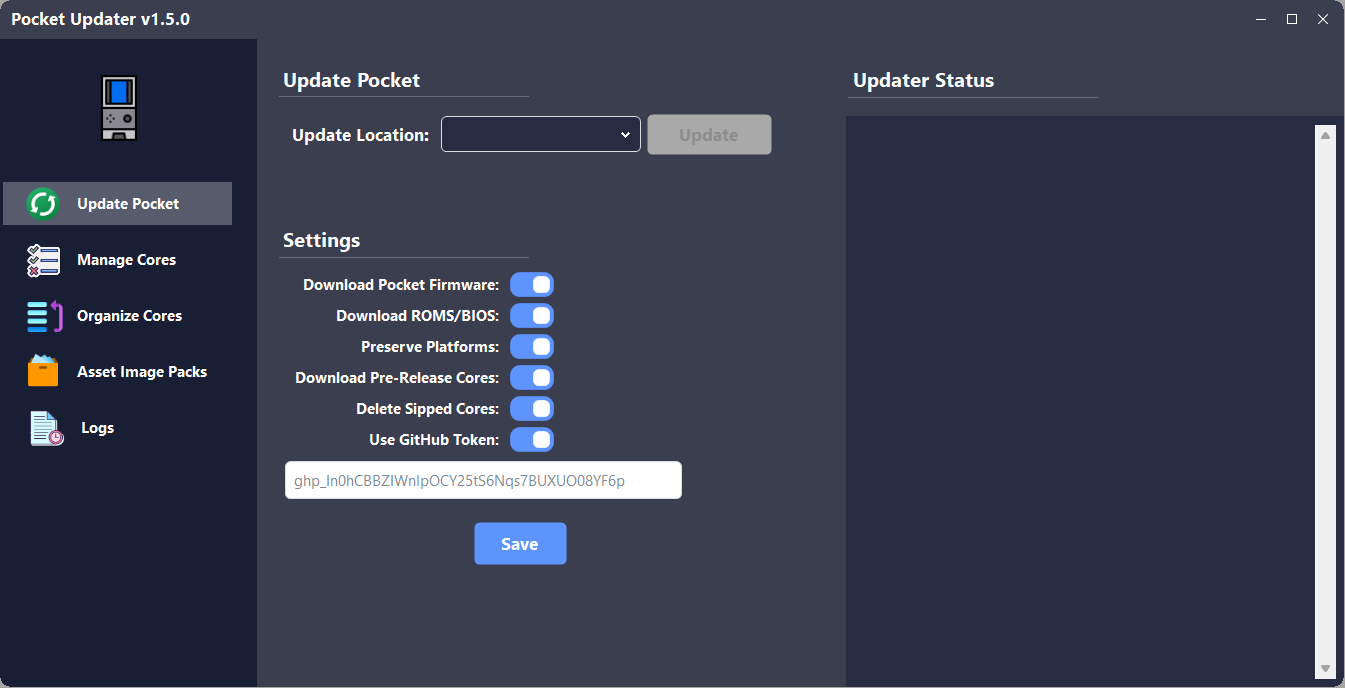 Pocket Updater v1.5.0
Update Pocket
Manage Cores
Organize Cores
Asset Image Packs
Logs
Update Pocket
Update Location:
Update
Settings
Download Pocket Firmware:
Download ROMS/BIOS:
Preserve Platforms:
Download Pre-Release Cores:
Delete Sipped Cores:
Use GitHub Token:
Save
Updater Status